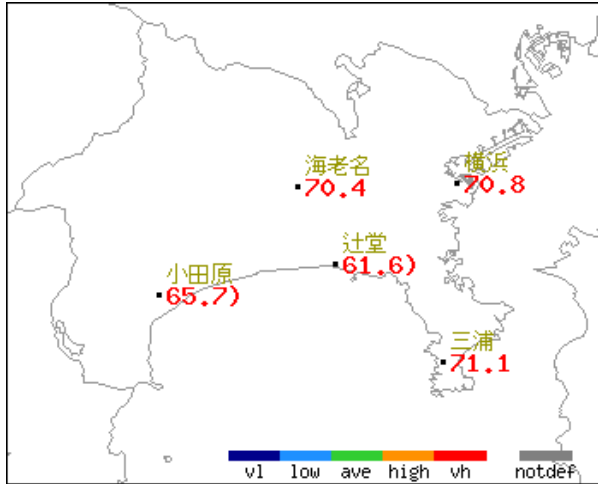 海老名
70.4
横浜
70.8
辻堂
61.6)
小田原
65.7)
三浦
71.1
vl low ave high vh notdef